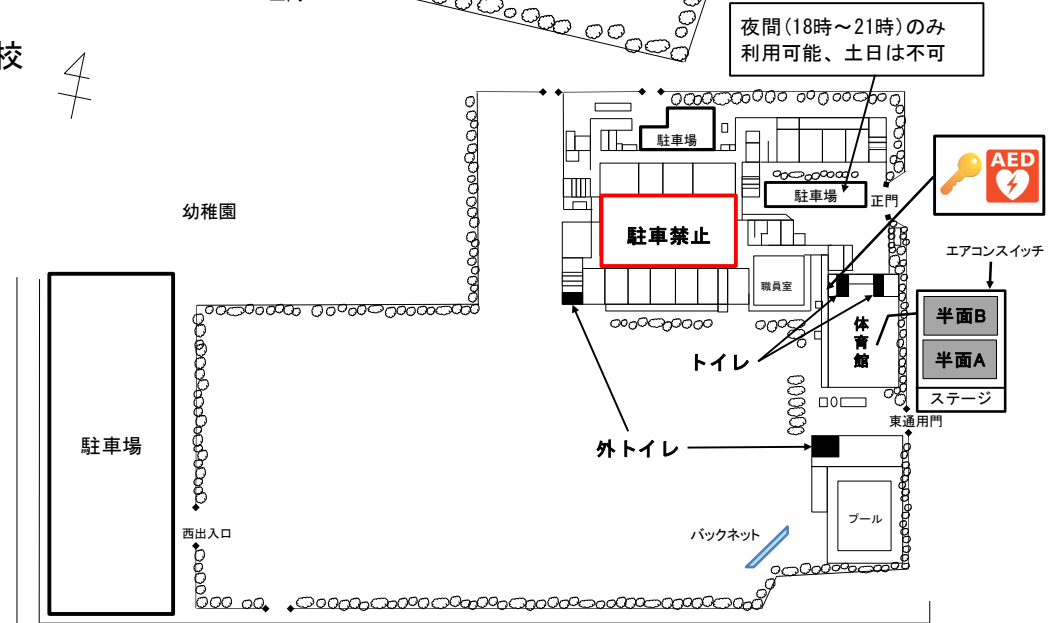 校
夜間(18時～21時)のみ
利用可能、土日は不可
駐車場
駐車場
正門
AED
幼稚園
駐車禁止
エアコンスイッチ
職員室
半面B
体育館
半面A
トイレ
ステージ
東通用門
駐車場
外トイレ
プール
西出入口
バックネット